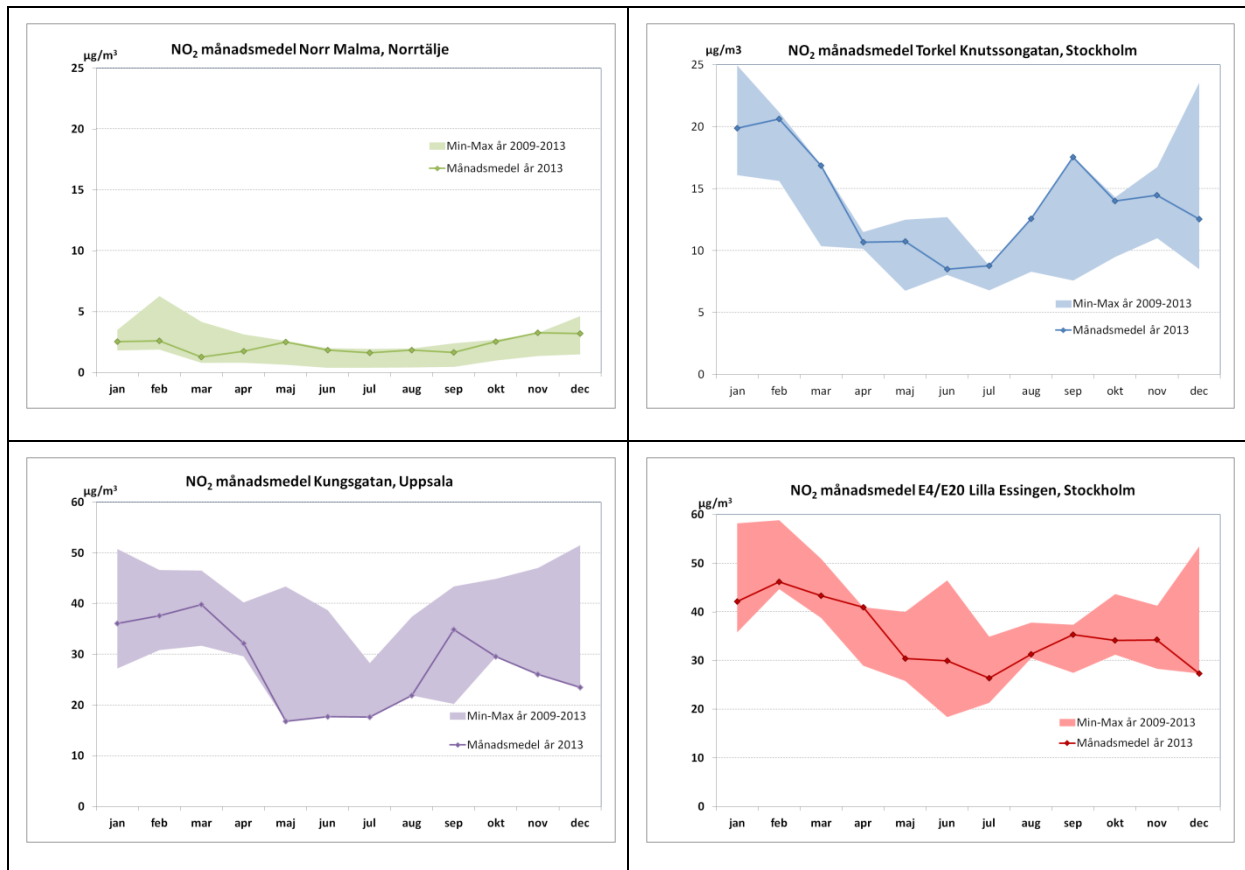 NO₂ månadsmedel Norr Malma, Norrtälje
µg/m³
25
20
15
10
5
0
Min-Max år 2009-2013
Månadsmedel år 2013
jan feb mar apr maj jun jul aug sep okt nov dec
NO₂ månadsmedel Torkel Knutssongatan, Stockholm
µg/m3
25
20
15
10
5
0
Min-Max år 2009-2013
Månadsmedel år 2013
jan feb mar apr maj jun jul aug sep okt nov dec
NO₂ månadsmedel Kungsgatan, Uppsala
µg/m³
60
50
40
30
20
10
0
Min-Max år 2009-2013
Månadsmedel år 2013
jan feb mar apr maj jun jul aug sep okt nov dec
NO₂ månadsmedel E4/E20 Lilla Essingen, Stockholm
µg/m³
60
50
40
30
20
10
0
Min-Max år 2009-2013
Månadsmedel år 2013
jan feb mar apr maj jun jul aug sep okt nov dec